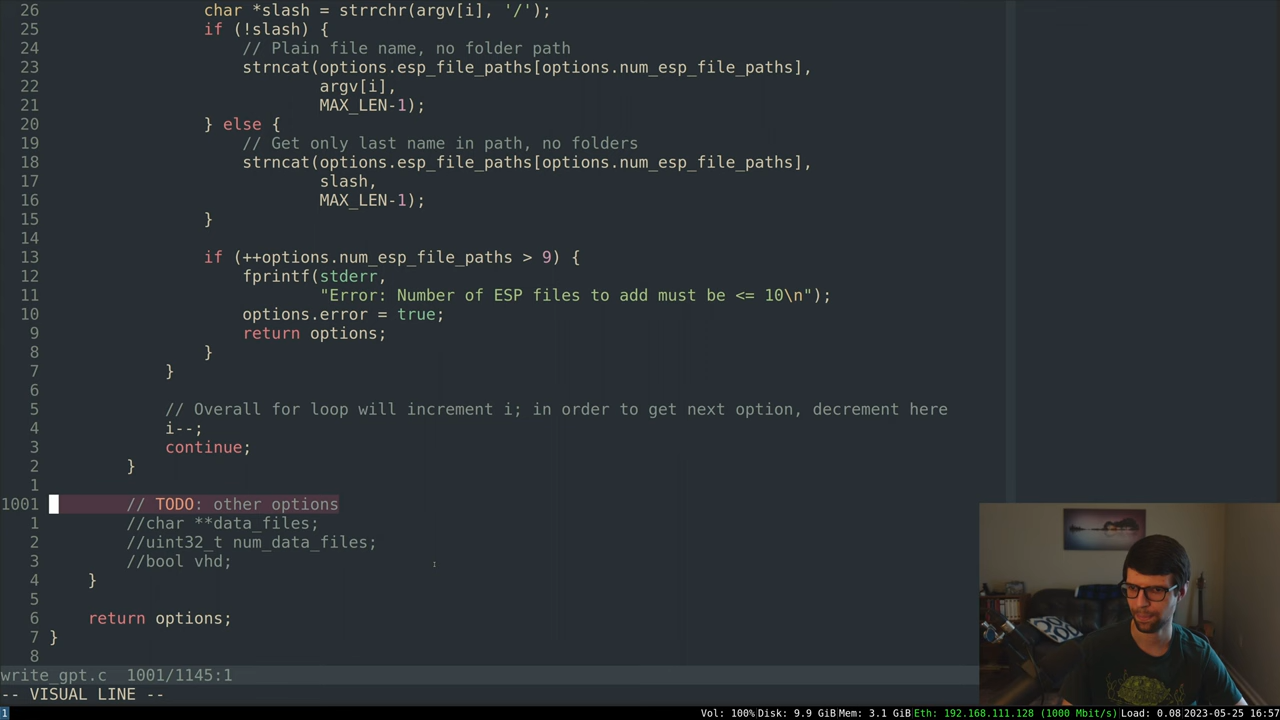 26                 char *slash = strrchr(argv[i], '/');
25                 if (!slash) {
24                     // Plain file name, no folder path
23                     strncat(options.esp_file_paths[options.num_esp_file_paths],
22                             argv[i],
21                             MAX_LEN-1);
20                 } else {
19                     // Get only last name in path, no folders
18                     strncat(options.esp_file_paths[options.num_esp_file_paths],
17                             slash,
16                             MAX_LEN-1);
15                 }
14
13                 if (++options.num_esp_file_paths > 9) {
12                     fprintf(stderr,
11                             "Error: Number of ESP files to add must be <= 10\n");
10                     options.error = true;
9                     return options;
8                 }
7             }
6
5             // Overall for loop will increment i; in order to get next option, decrement here
4             i--;
3             continue;
2         }
1
1001         // TODO: other options
1         //char **data_files;
2         //uint32_t num_data_files;
3         //bool vhd;
4     }
5
6     return options;
7 }
8
write_gpt.c  1001/1145:1
-- VISUAL LINE --
1 Vol: 100% Disk: 9.9 GiB Mem: 3.1 GiB Eth: 192.168.111.128 (1000 Mbit/s) Load: 0.08 2023-05-25 16:57